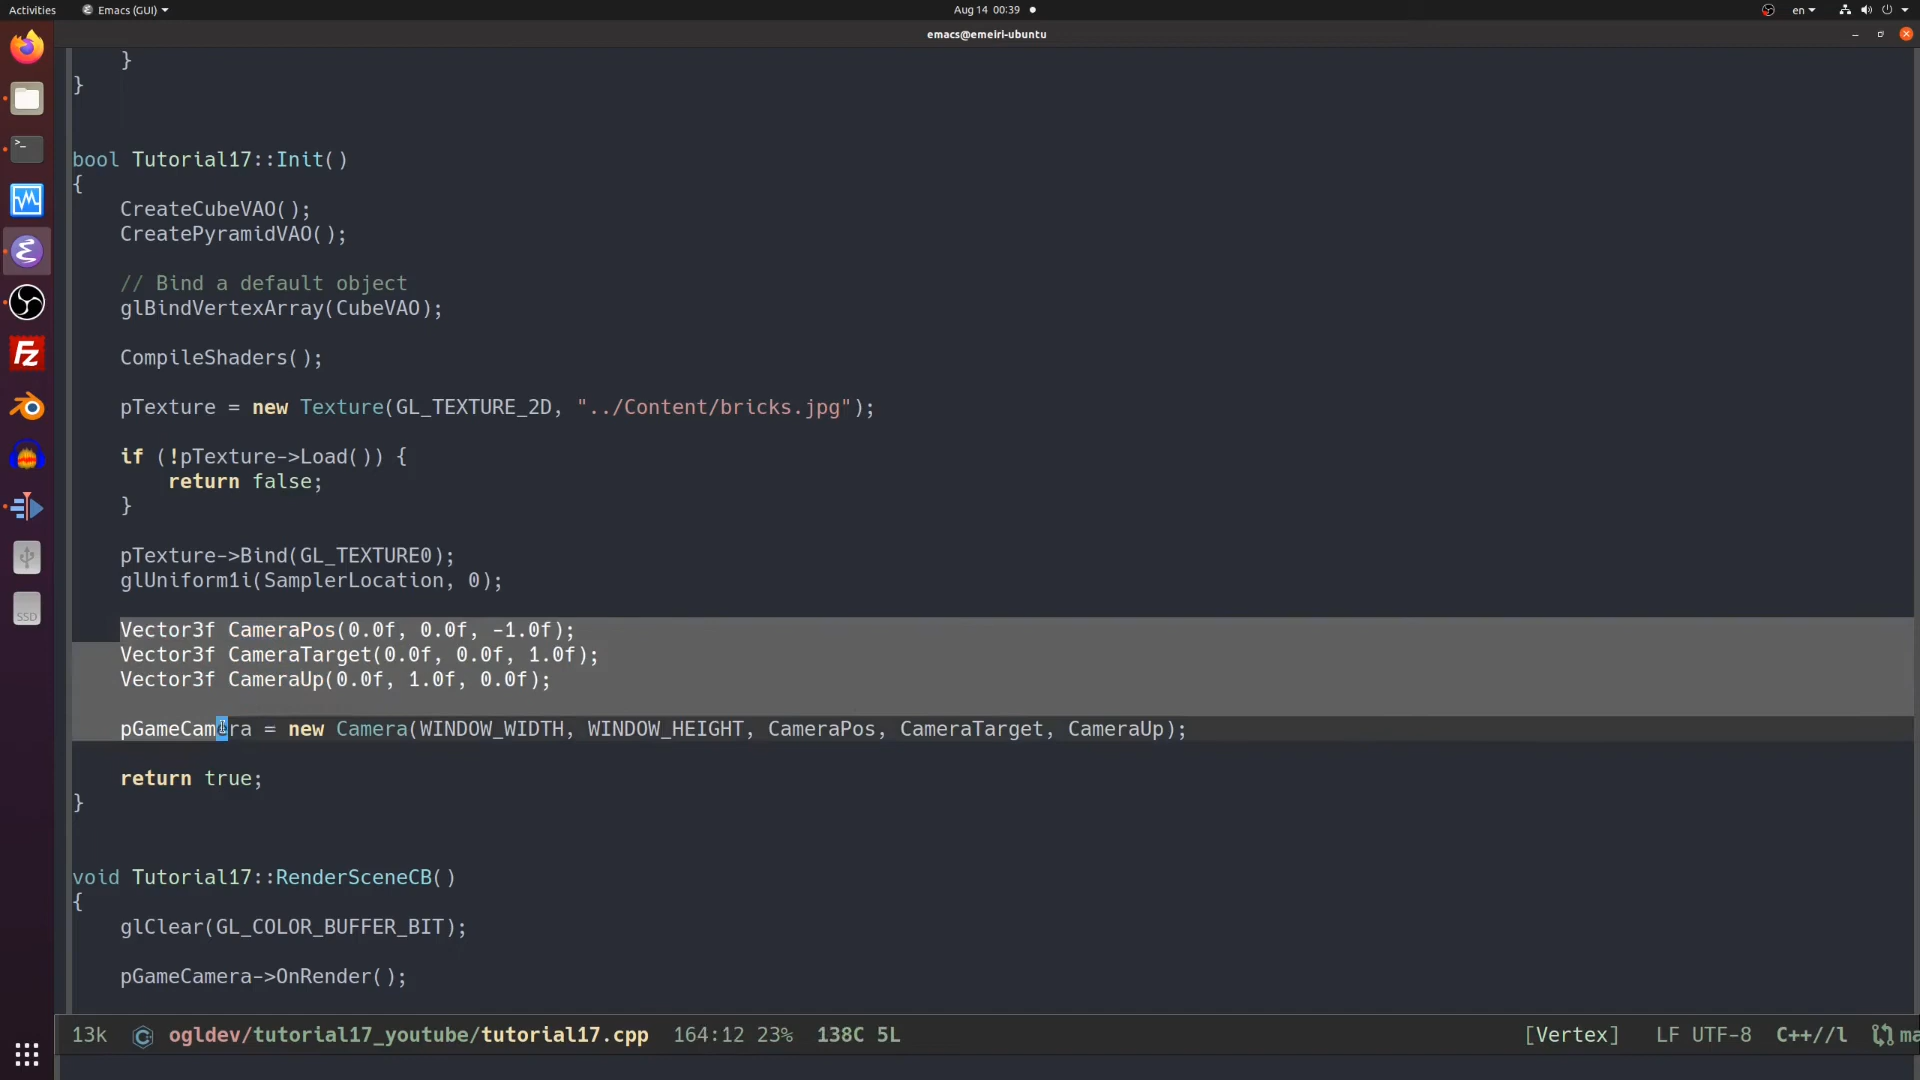 Activities
Emacs (GUI)
Aug 14 00:39
en
emacs@emeiri-ubuntu
}
}
bool Tutorial17::Init()
{
CreateCubeVAO();
CreatePyramidVAO();
// Bind a default object
glBindVertexArray(CubeVAO);
CompileShaders();
pTexture = new Texture(GL_TEXTURE_2D, "../Content/bricks.jpg");
if (!pTexture->Load()) {
return false;
}
pTexture->Bind(GL_TEXTURE0);
glUniform1i(SamplerLocation, 0);
Vector3f CameraPos(0.0f, 0.0f, -1.0f);
Vector3f CameraTarget(0.0f, 0.0f, 1.0f);
Vector3f CameraUp(0.0f, 1.0f, 0.0f);
pGameCamera = new Camera(WINDOW_WIDTH, WINDOW_HEIGHT, CameraPos, CameraTarget, CameraUp);
return true;
}
void Tutorial17::RenderSceneCB()
{
glClear(GL_COLOR_BUFFER_BIT);
pGameCamera->OnRender();
13k ogldev/tutorial17_youtube/tutorial17.cpp 164:12 23% 138C 5L [Vertex] LF UTF-8 C++//l ma
Fz
SSD